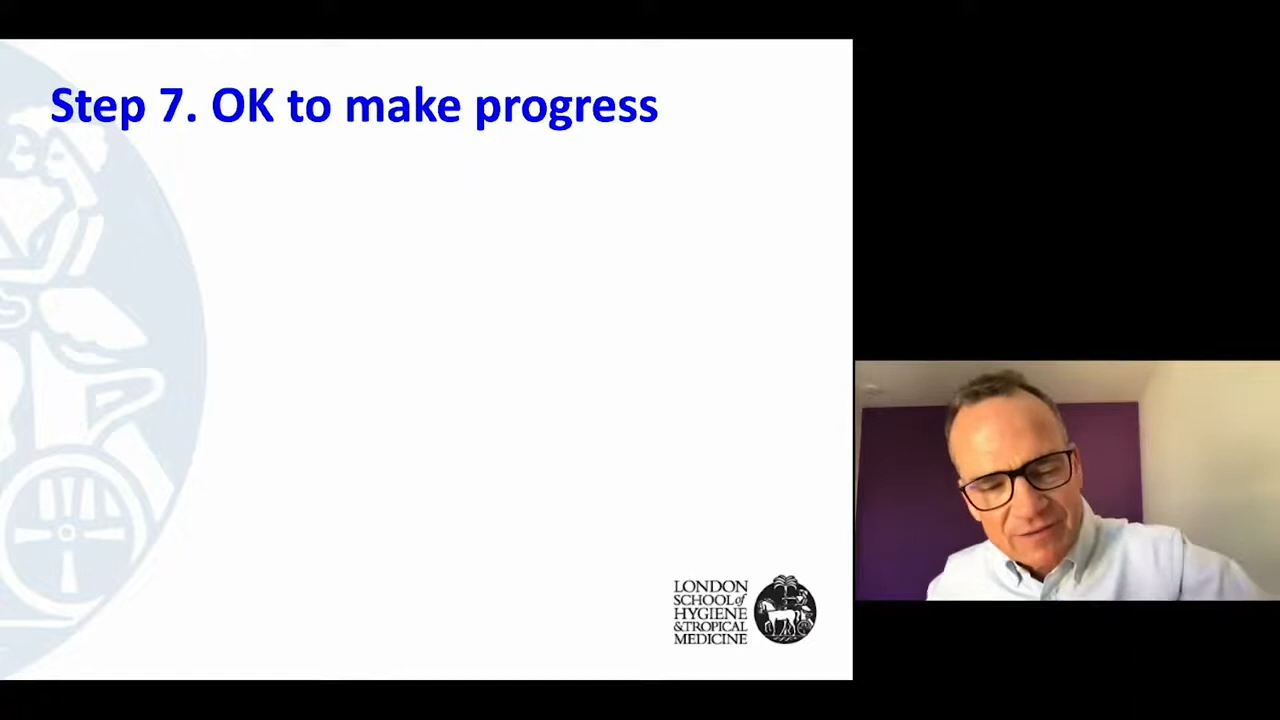 Step 7. OK to make progress
LONDON
SCHOOL of
HYGIENE
& TROPICAL
MEDICINE